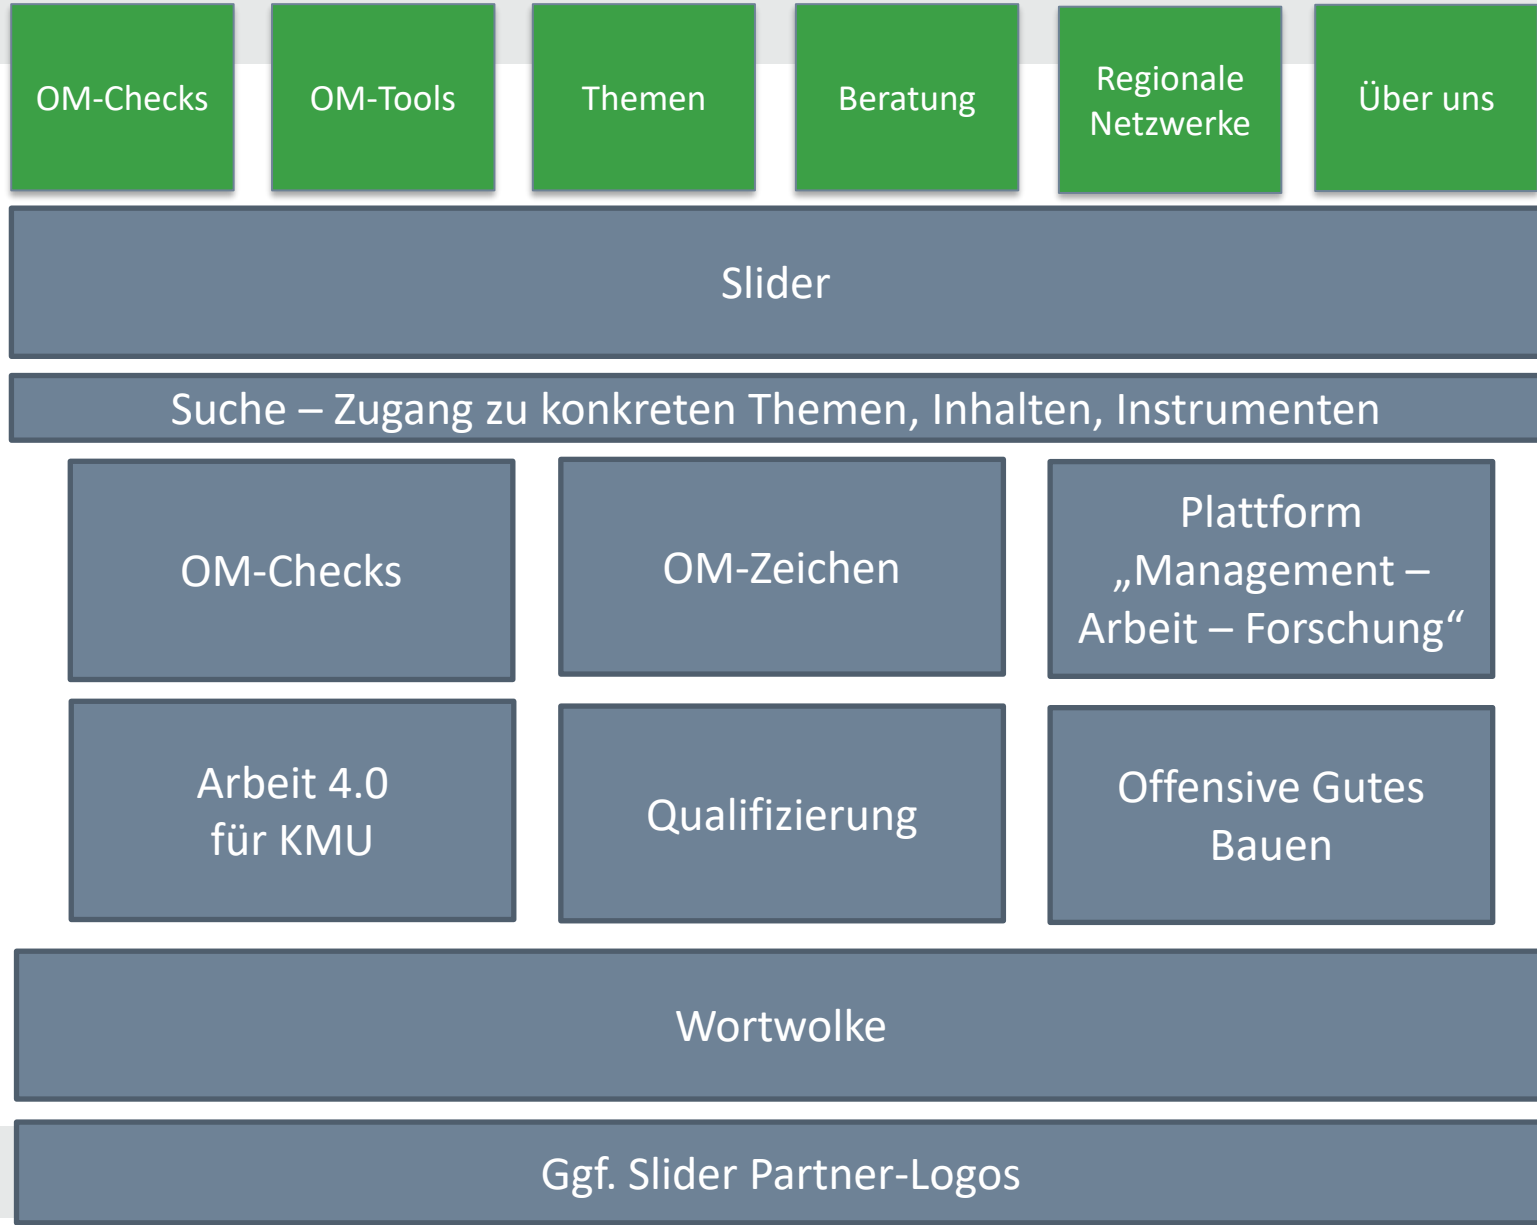 OM-Checks
OM-Tools
Themen
Beratung
Regionale
Netzwerke
Über uns
Slider
Suche – Zugang zu konkreten Themen, Inhalten, Instrumenten
OM-Checks
OM-Zeichen
Plattform
„Management –
Arbeit – Forschung“
Arbeit 4.0
für KMU
Qualifizierung
Offensive Gutes
Bauen
Wortwolke
Ggf. Slider Partner-Logos